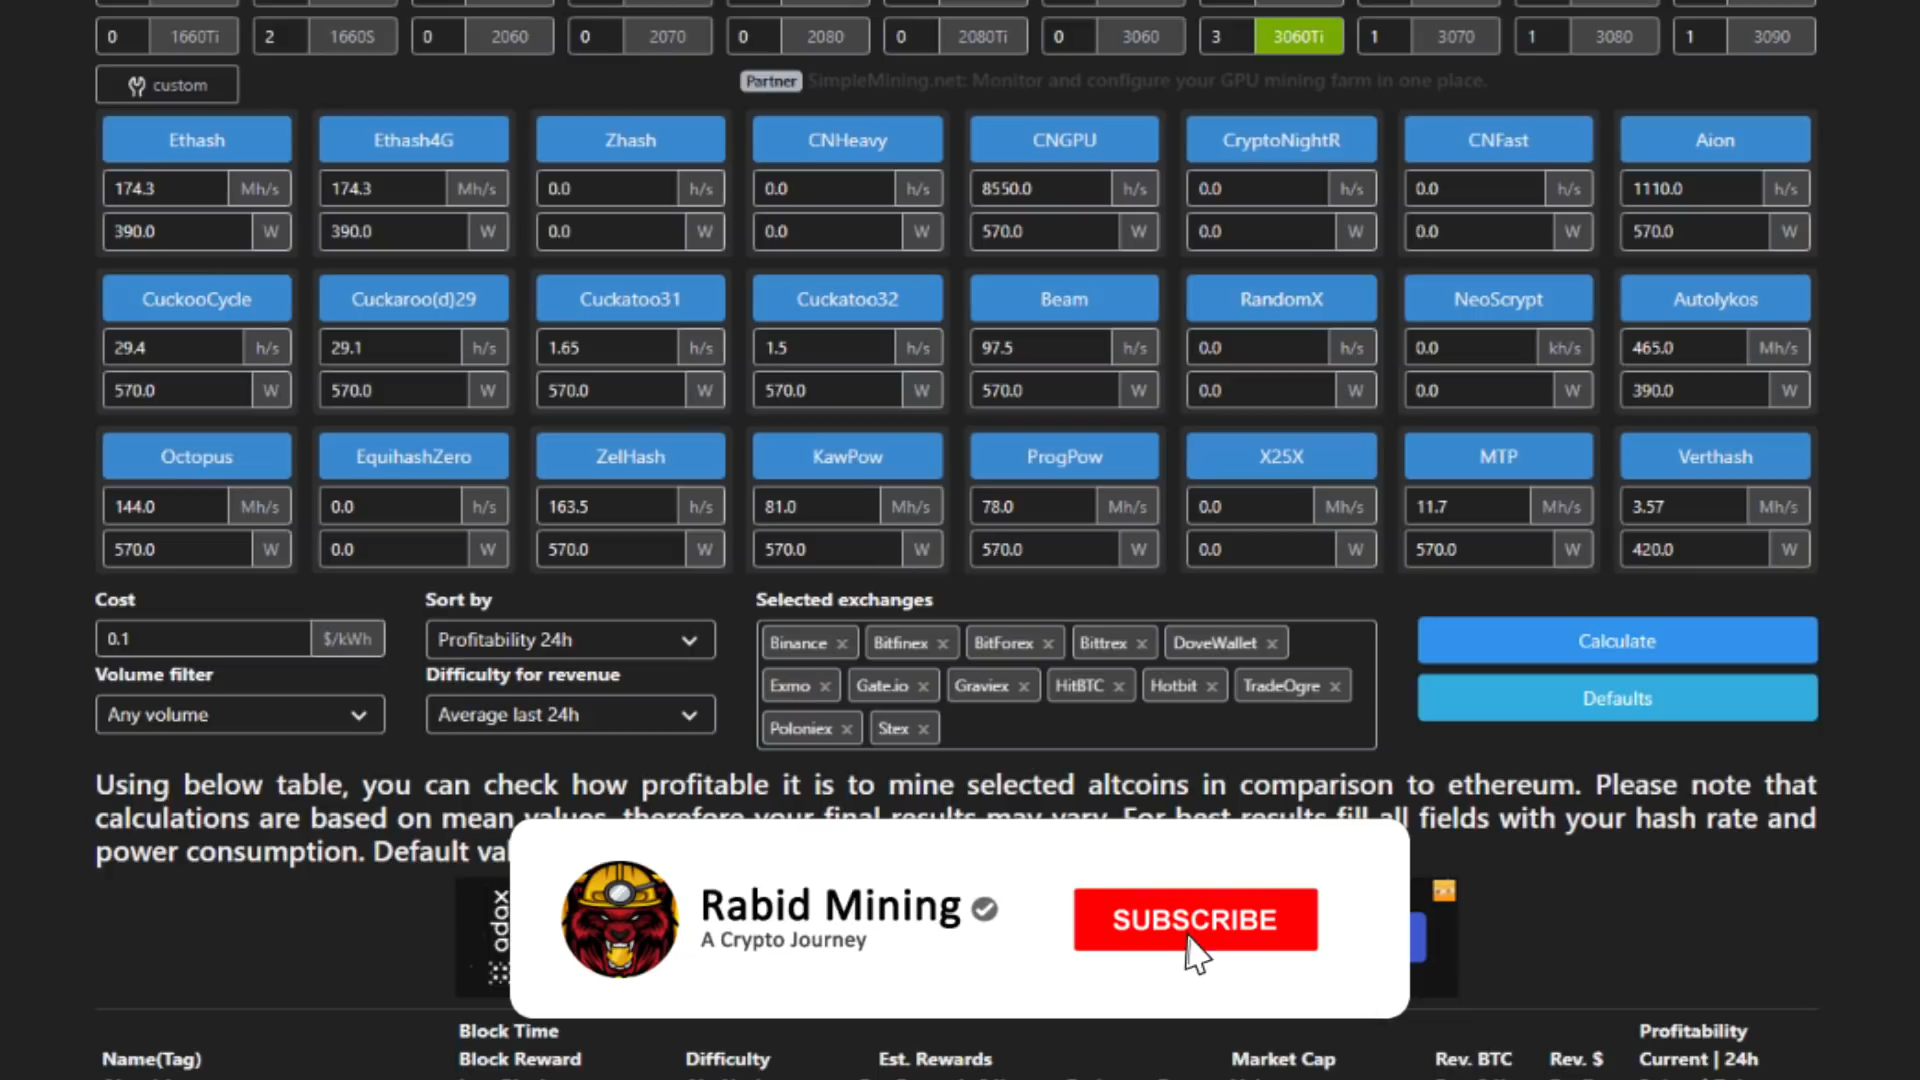 0 1660Ti 2 1660S 0 2060 0 2070 0 2080 0 2080Ti 0 3060 3 3060Ti 1 3070 1 3080 1 3090
custom
Partner SimpleMining.net: Monitor and configure your GPU mining farm in one place.
Ethash Ethash4G Zhash CNHeavy CNGPU CryptoNightR CNFast Aion
174.3 Mh/s 174.3 Mh/s 0.0 h/s 0.0 h/s 8550.0 h/s 0.0 h/s 0.0 h/s 1110.0 h/s
390.0 W 390.0 W 0.0 W 0.0 W 570.0 W 0.0 W 0.0 W 570.0 W
CuckooCycle Cuckaroo(d)29 Cuckatoo31 Cuckatoo32 Beam RandomX NeoScrypt Autolykos
29.4 h/s 29.1 h/s 1.65 h/s 1.5 h/s 97.5 h/s 0.0 h/s 0.0 kh/s 465.0 Mh/s
570.0 W 570.0 W 570.0 W 570.0 W 570.0 W 0.0 W 0.0 W 390.0 W
Octopus EquihashZero ZelHash KawPow ProgPow X25X MTP Verthash
144.0 Mh/s 0.0 h/s 163.5 h/s 81.0 Mh/s 78.0 Mh/s 0.0 Mh/s 11.7 Mh/s 3.57 Mh/s
570.0 W 0.0 W 570.0 W 570.0 W 570.0 W 0.0 W 570.0 W 420.0 W
Cost Sort by Selected exchanges
0.1 $/kWh Profitability 24h Binance × Bitfinex × BitForex × Bittrex × DoveWallet × Calculate
Volume filter Difficulty for revenue Exmo × Gate.io × Graviex × HitBTC × Hotbit × TradeOgre × Defaults
Any volume Average last 24h Poloniex × Stex ×
Using below table, you can check how profitable it is to mine selected altcoins in comparison to ethereum. Please note that
calculations are based on mean values, therefore your final results may vary. For best results fill all fields with your hash rate and
power consumption. Default
adax
Rabid Mining
A Crypto Journey
SUBSCRIBE
Block Time Profitability
Name(Tag) Block Reward Difficulty Est. Rewards Market Cap Rev. BTC Rev. $ Current | 24h